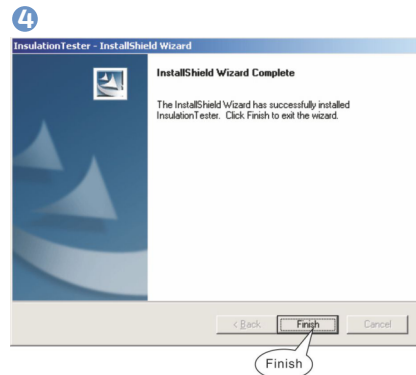 4
InsulationTester - InstallShield Wizard
InstallShield Wizard Complete
The InstallShield Wizard has successfully installed
InsulationTester. Click Finish to exit the wizard.
< Back
Finish
Cancel
Finish